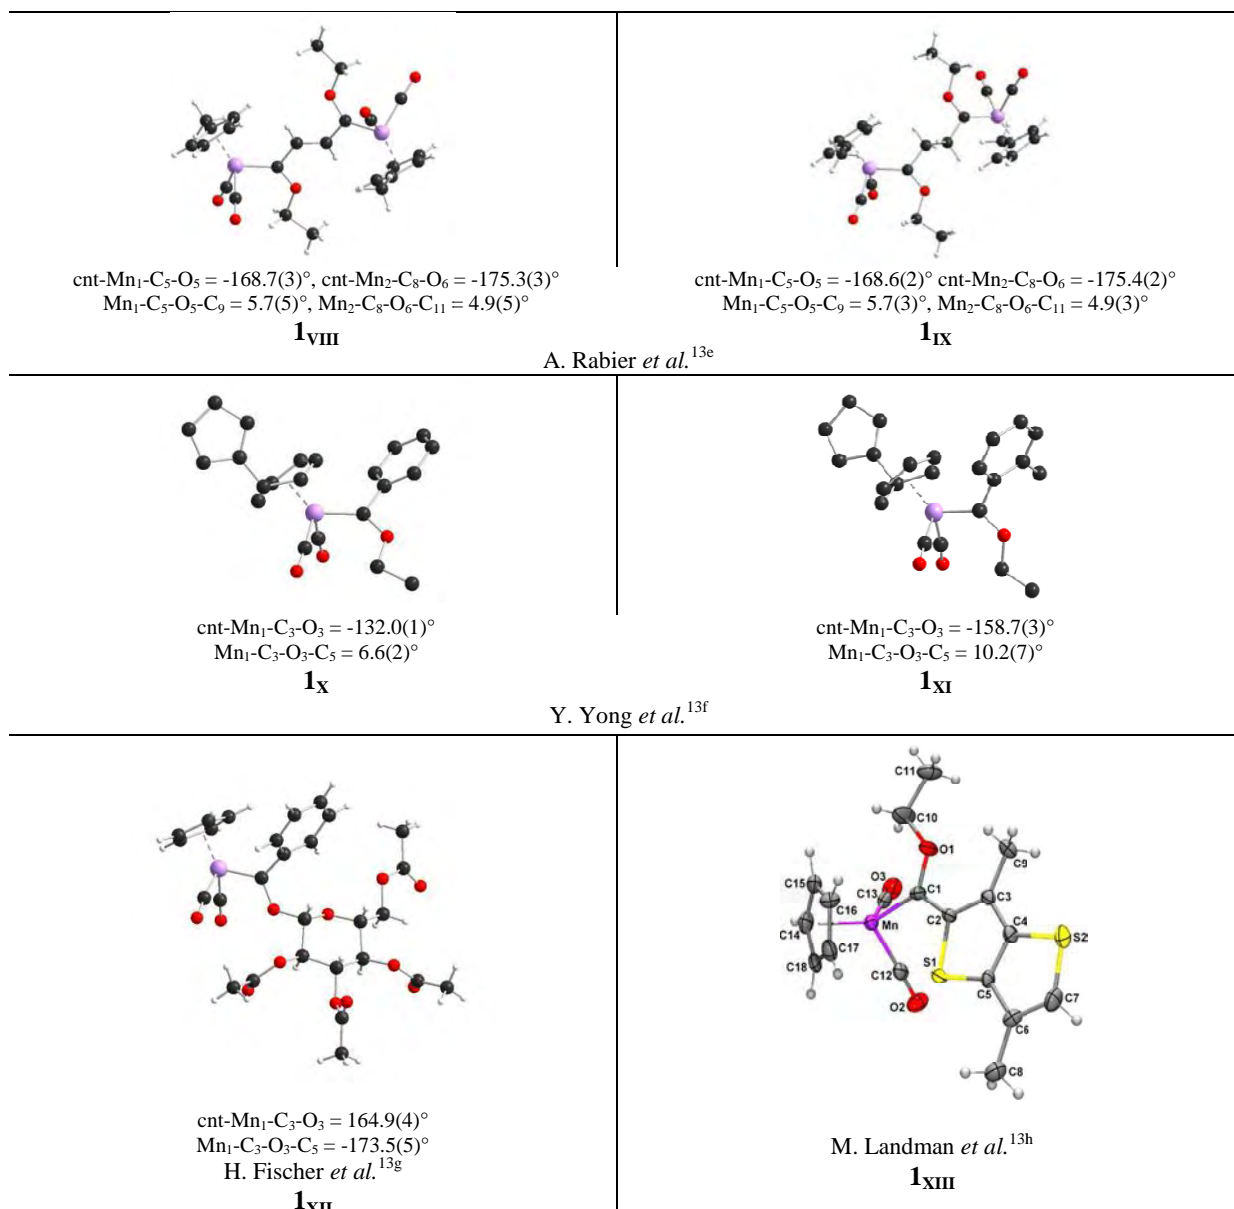 cnt-Mn1-C5-O5 = -168.7(3)°, cnt-Mn2-C8-O6 = -175.3(3)°
Mn1-C5-O5-C9 = 5.7(5)°, Mn2-C8-O6-C11 = 4.9(5)°
1VIII
cnt-Mn1-C5-O5 = -168.6(2)° cnt-Mn2-C8-O6 = -175.4(2)°
Mn1-C5-O5-C9 = 5.7(3)°, Mn2-C8-O6-C11 = 4.9(3)°
1IX
A. Rabier et al.13e
cnt-Mn1-C3-O3 = -132.0(1)°
Mn1-C3-O3-C5 = 6.6(2)°
1X
cnt-Mn1-C3-O3 = -158.7(3)°
Mn1-C3-O3-C5 = 10.2(7)°
1XI
Y. Yong et al.13f
cnt-Mn1-C3-O3 = 164.9(4)°
Mn1-C3-O3-C5 = -173.5(5)°
H. Fischer et al.13g
1XII
C11
C10
O1
C9
C15
O3
C13
C1
C3
C16
C2
C4
Mn
C14
S2
C17
S1
C18
C12
C5
C7
O2
C6
C8
M. Landman et al.13h
1XIII